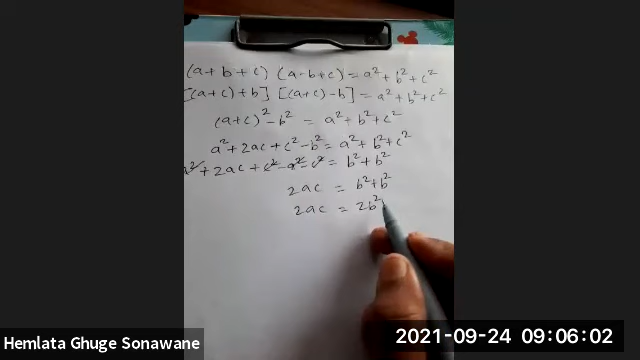 (a + b + c) (a - b + c) = a² + b² + c²
[(a + c) + b] [(a + c) - b] = a² + b² + c²
(a + c)² - b² = a² + b² + c²
a² + 2ac + c² - b² = a² + b² + c²
a² + 2ac + c² - a² - c² = b² + b²
2ac = b² + b²
2ac = 2b²
Hemlata Ghuge Sonawane
2021-09-24 09:06:02